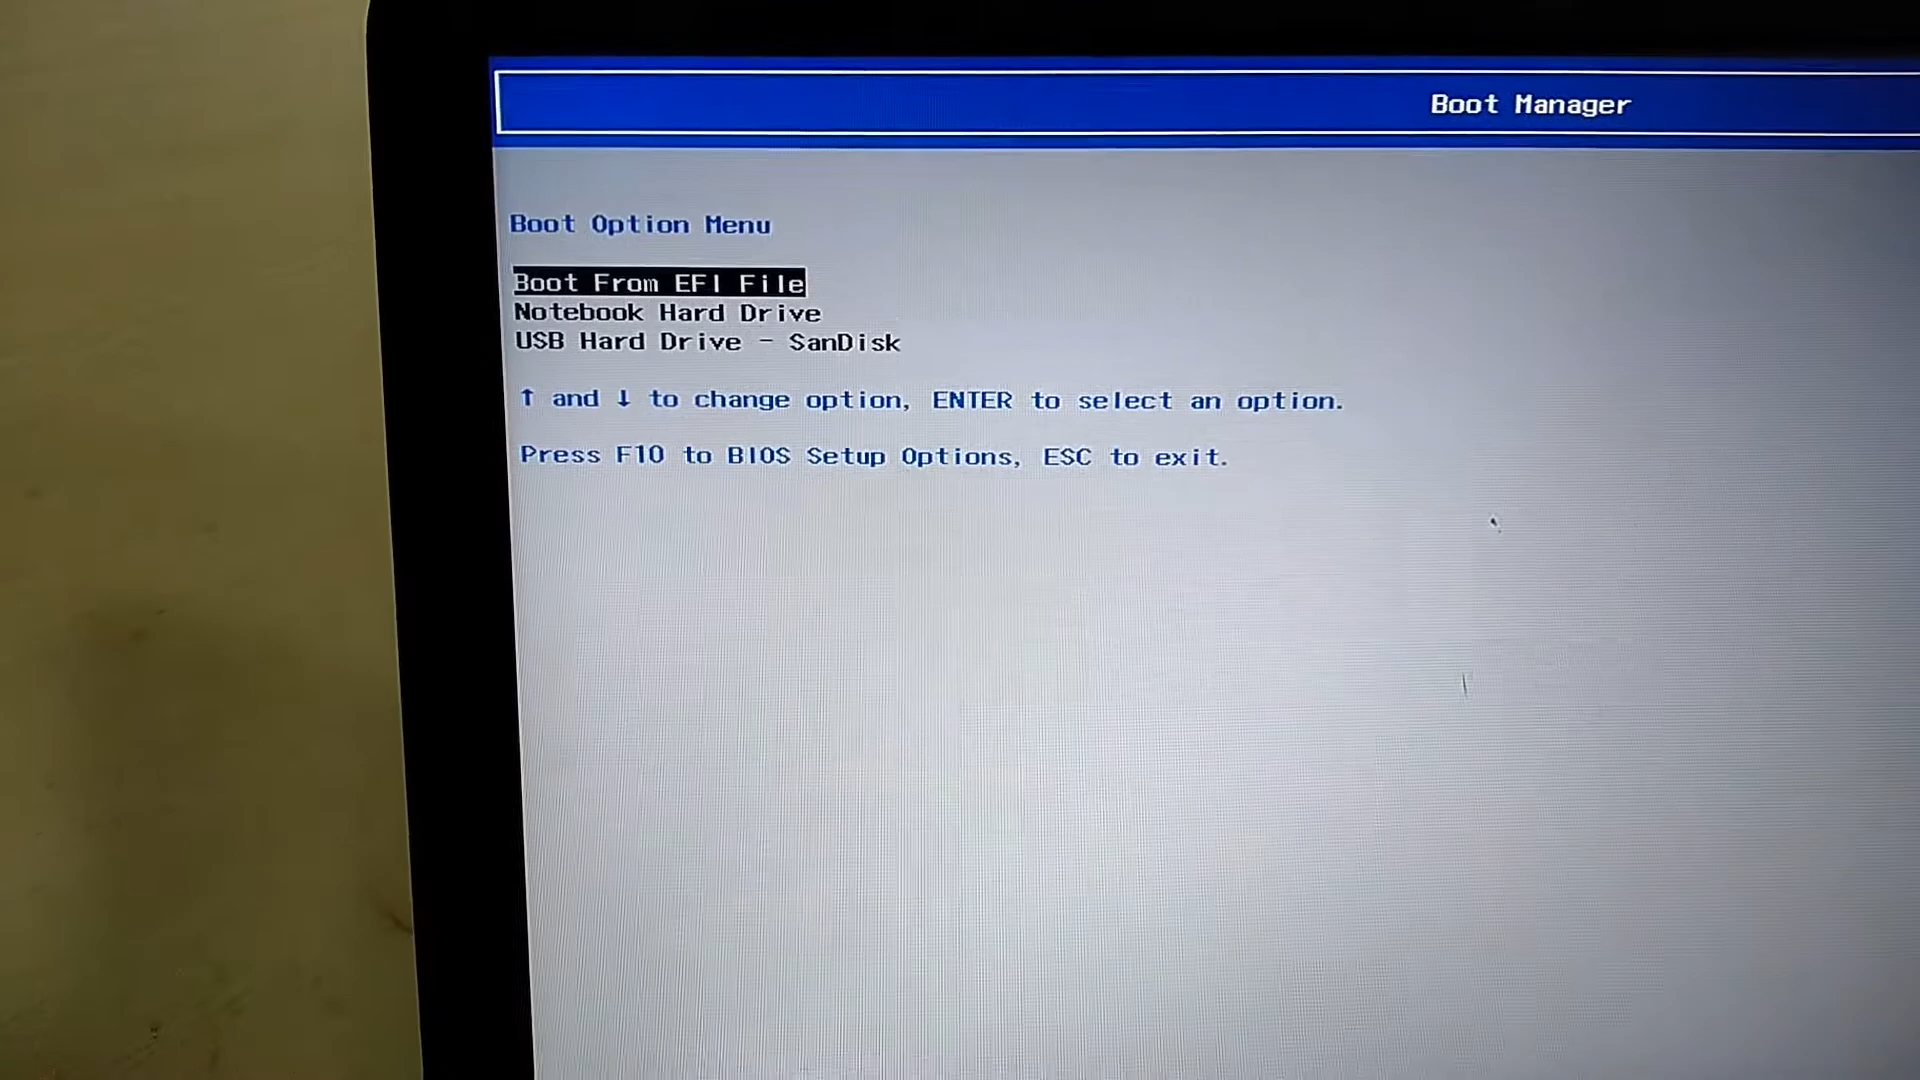 Boot Manager
Boot Option Menu
Boot From EFI File
Notebook Hard Drive
USB Hard Drive - SanDisk
↑ and ↓ to change option, ENTER to select an option.
Press F10 to BIOS Setup Options, ESC to exit.